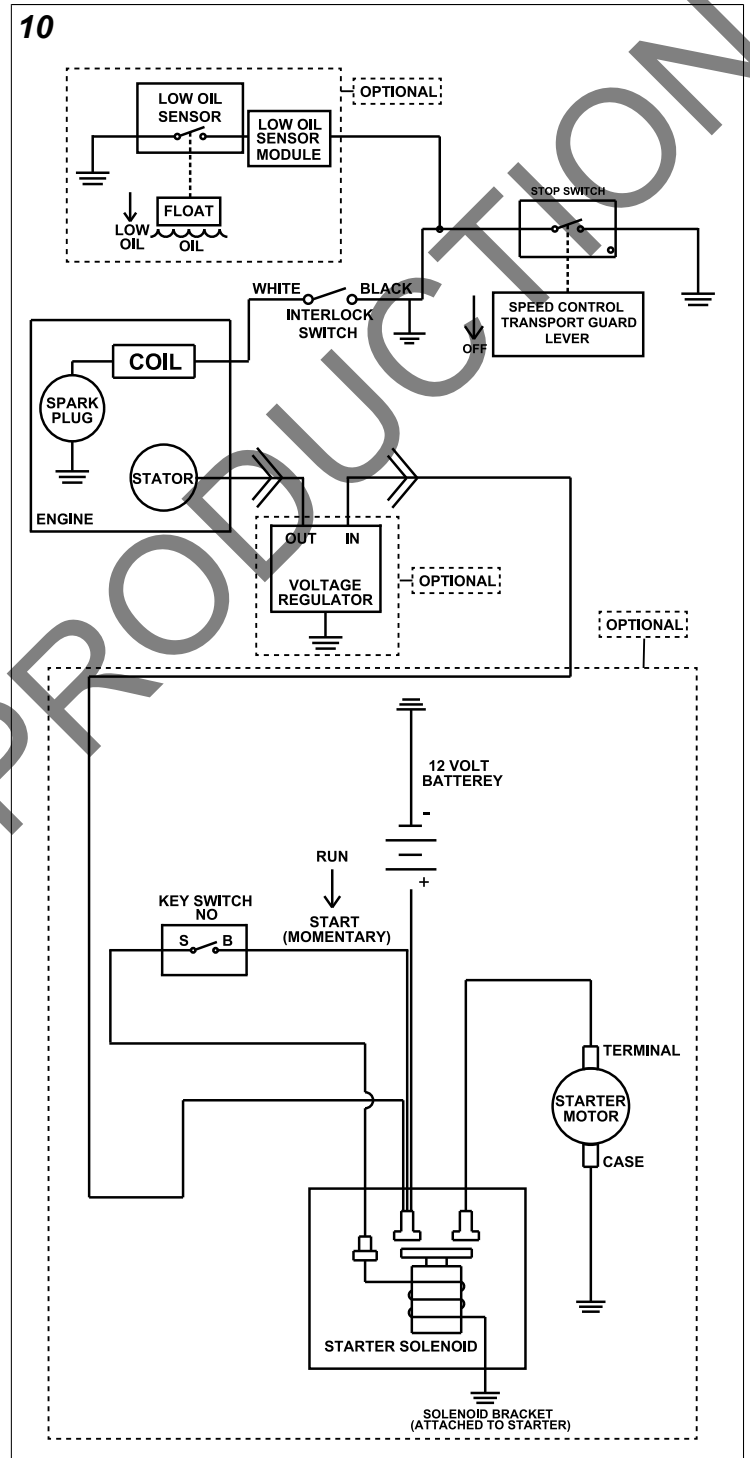 10
OPTIONAL
LOW OIL
SENSOR
LOW OIL
SENSOR
MODULE
FLOAT
LOW
OIL
OIL
STOP SWITCH
WHITE
BLACK
INTERLOCK
SWITCH
SPEED CONTROL
TRANSPORT GUARD
LEVER
OFF
COIL
SPARK
PLUG
STATOR
ENGINE
OUT
IN
VOLTAGE
REGULATOR
OPTIONAL
OPTIONAL
12 VOLT
BATTEREY
-
+
RUN
START
(MOMENTARY)
KEY SWITCH
NO
S
B
TERMINAL
STARTER
MOTOR
CASE
STARTER SOLENOID
SOLENOID BRACKET
(ATTACHED TO STARTER)
PRODUCTION